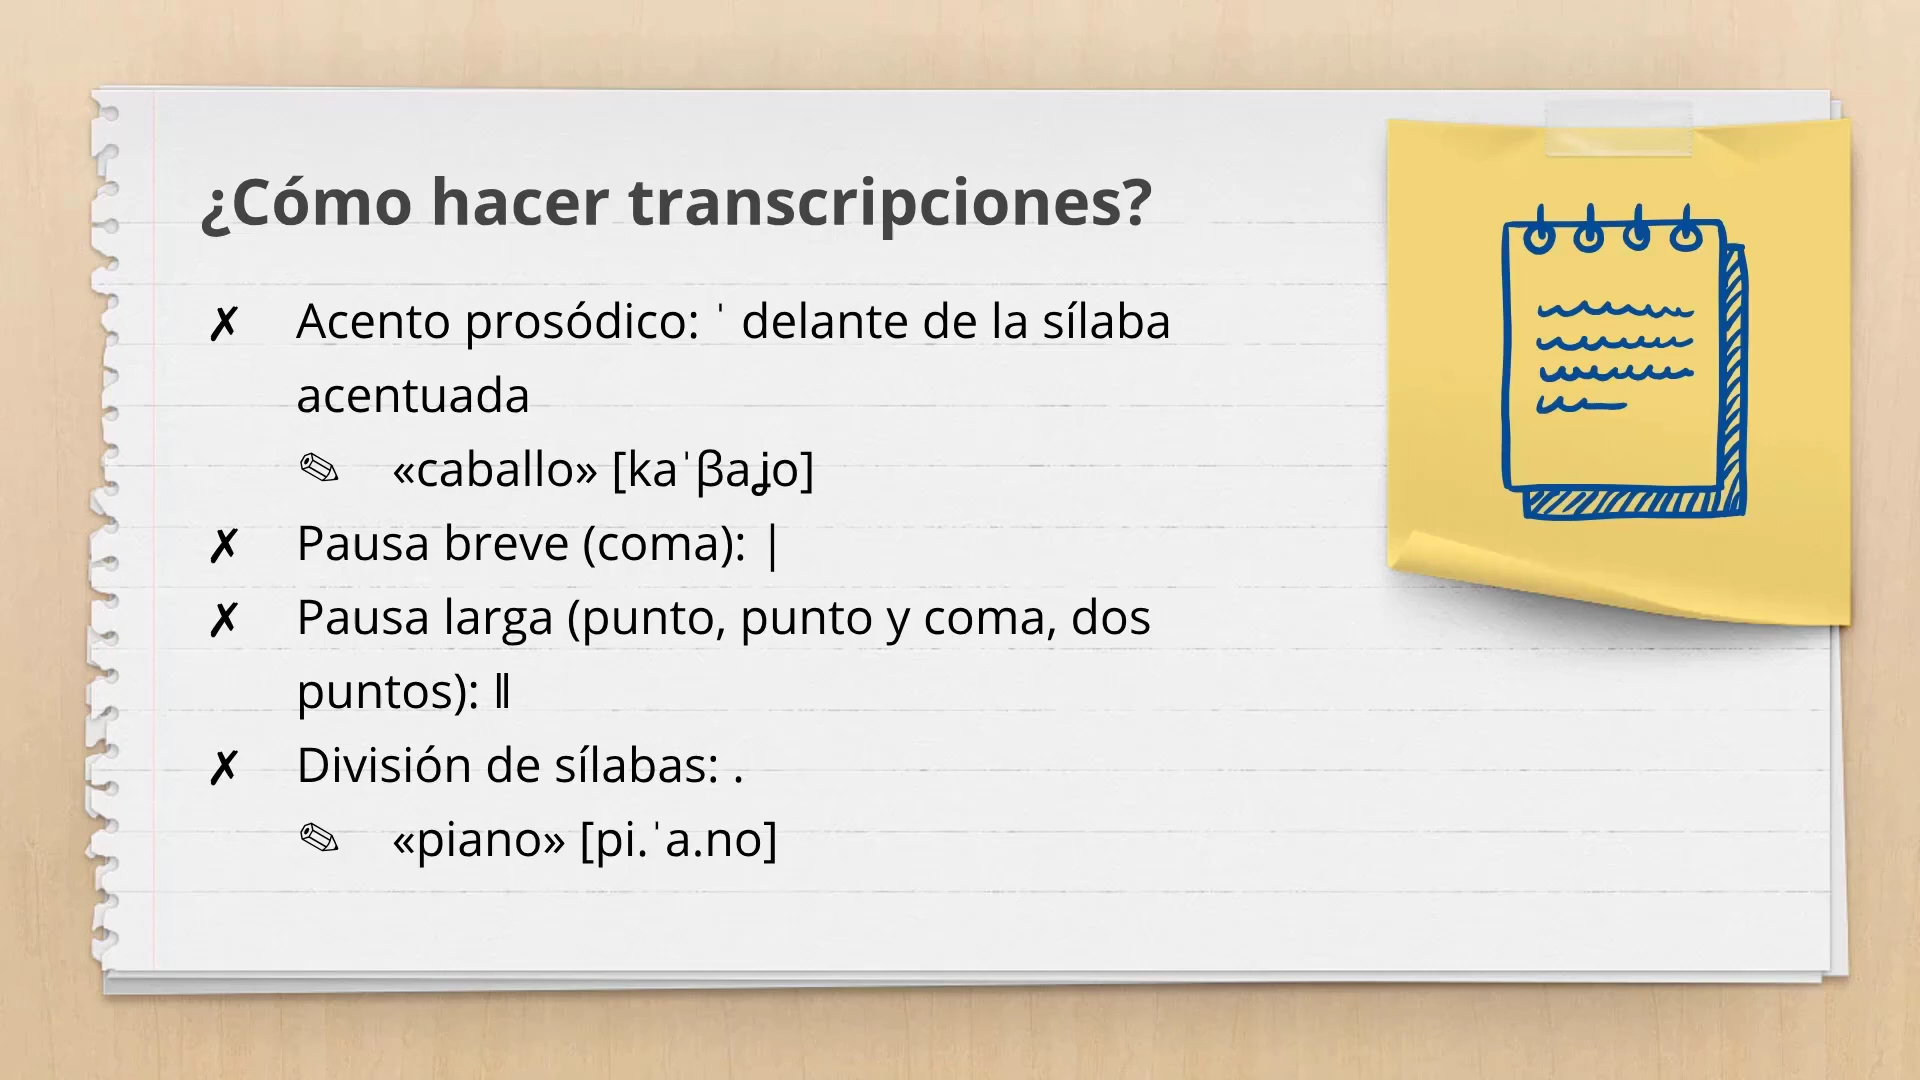 ¿Cómo hacer transcripciones?
✗ Acento prosódico: ˈ delante de la sílaba
acentuada
✎ «caballo» [kaˈβaʝo]
✗ Pausa breve (coma): |
✗ Pausa larga (punto, punto y coma, dos
puntos): ǁ
✗ División de sílabas: .
✎ «piano» [pi.ˈa.no]